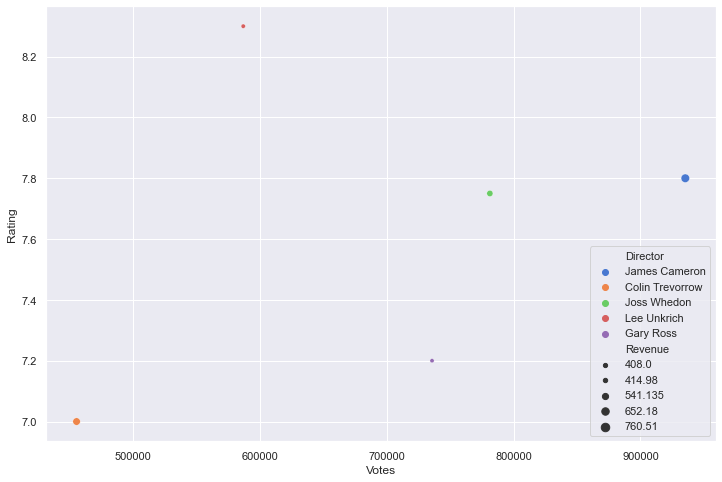 8.2
8.0
7.8
7.6
7.4
7.2
7.0
Rating
500000
600000
700000
800000
900000
Votes
Director
James Cameron
Colin Trevorrow
Joss Whedon
Lee Unkrich
Gary Ross
Revenue
408.0
414.98
541.135
652.18
760.51